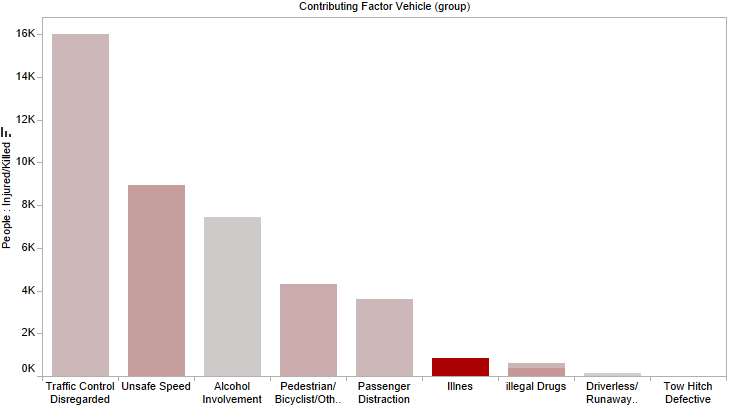 Contributing Factor Vehicle (group)
People : Injured/Killed
16K
14K
12K
10K
8K
6K
4K
2K
0K
Traffic Control Disregarded
Unsafe Speed
Alcohol Involvement
Pedestrian/ Bicyclist/Oth..
Passenger Distraction
Illnes
illegal Drugs
Driverless/ Runaway..
Tow Hitch Defective